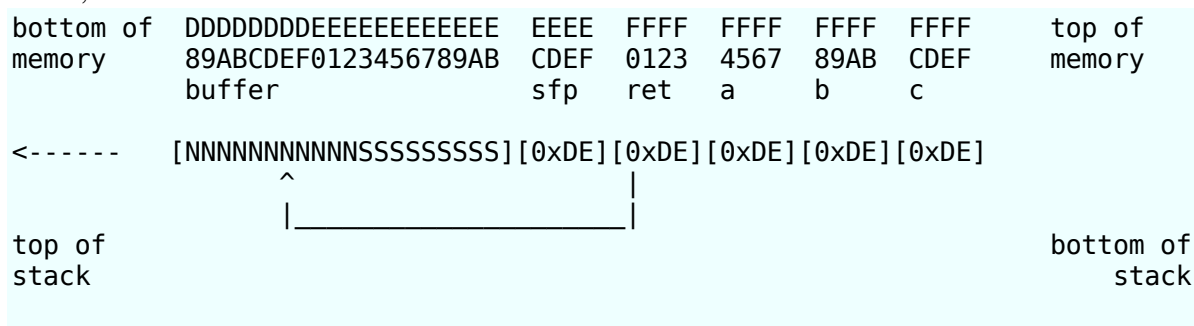 bottom of  DDDDDDDDEEEEEEEEEEEE  EEEE  FFFF  FFFF  FFFF  FFFF     top of
memory     89ABCDEF0123456789AB  CDEF  0123  4567  89AB  CDEF     memory
           buffer                sfp   ret   a     b     c
<------   [NNNNNNNNNNNSSSSSSSSS][0xDE][0xDE][0xDE][0xDE][0xDE]
                 ^                     |
                 |_____________________|
top of                                                            bottom of
stack                                                                 stack